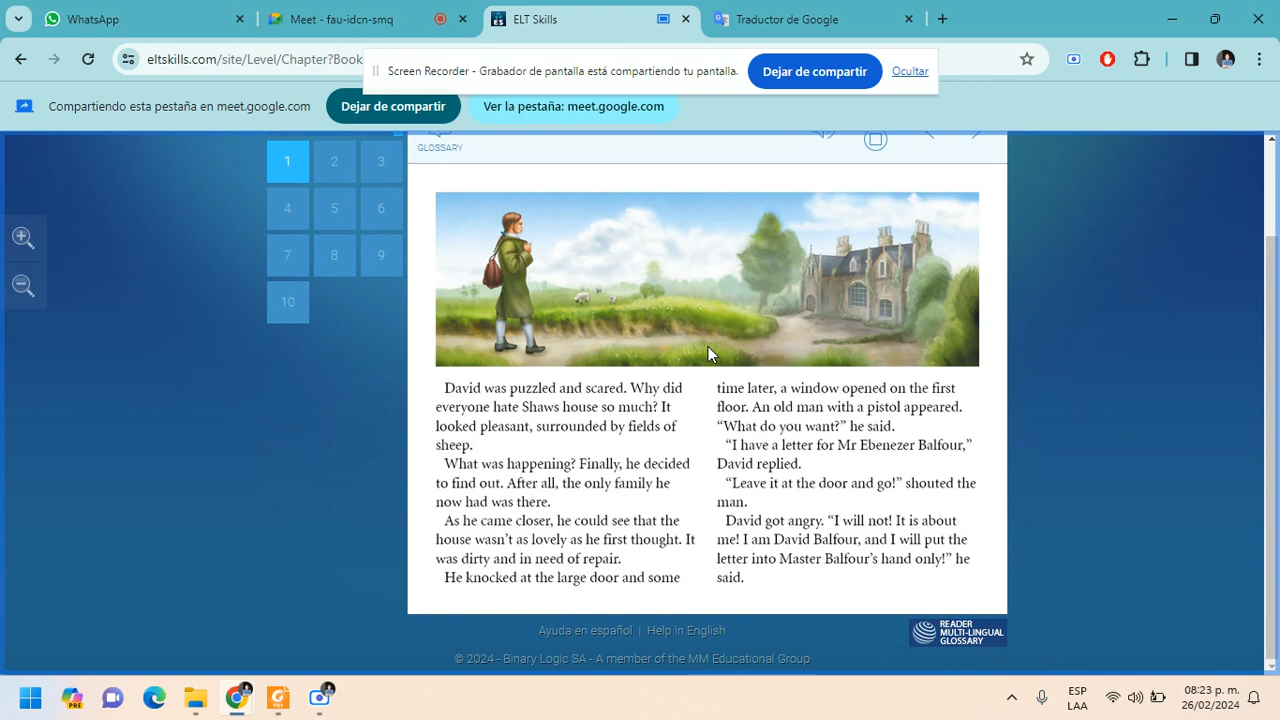 WhatsApp
Meet - fau-idcn-smq
ELT Skills
Traductor de Google
eltskills.com/site/Level/Chapter?Book
Screen Recorder - Grabador de pantalla está compartiendo tu pantalla.
Dejar de compartir
Ocultar
Compartiendo esta pestaña en meet.google.com
Dejar de compartir
Ver la pestaña: meet.google.com
GLOSSARY
1 2 3
4 5 6
7 8 9
10
David was puzzled and scared. Why did
everyone hate Shaws house so much? It
looked pleasant, surrounded by fields of
sheep.
What was happening? Finally, he decided
to find out. After all, the only family he
now had was there.
As he came closer, he could see that the
house wasn't as lovely as he first thought. It
was dirty and in need of repair.
He knocked at the large door and some
time later, a window opened on the first
floor. An old man with a pistol appeared.
“What do you want?” he said.
“I have a letter for Mr Ebenezer Balfour,”
David replied.
“Leave it at the door and go!” shouted the
man.
David got angry. “I will not! It is about
me! I am David Balfour, and I will put the
letter into Master Balfour’s hand only!” he
said.
Ayuda en español | Help in English
READER
MULTI-LINGUAL
GLOSSARY
© 2024 - Binary Logic SA - A member of the MM Educational Group
PRE
ESP
LAA
08:23 p. m.
26/02/2024